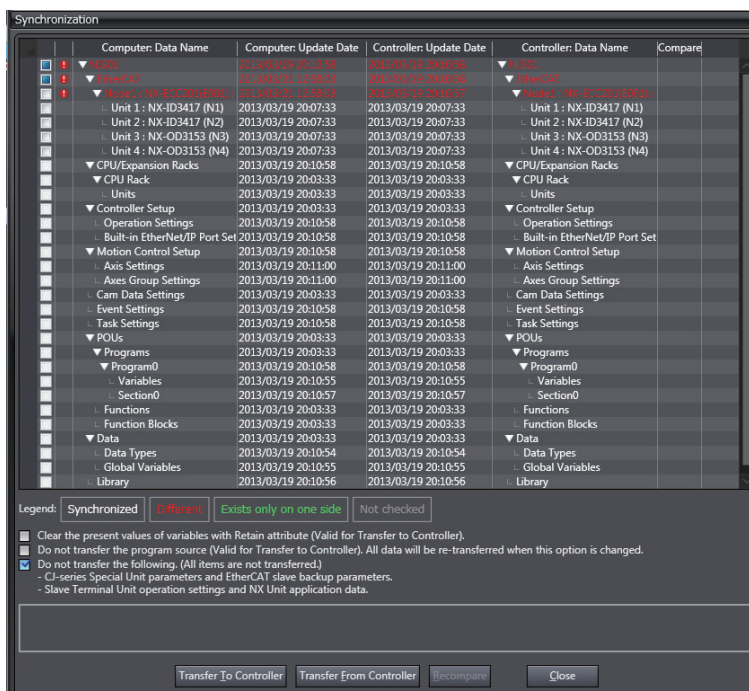 Synchronization
Computer: Data Name Computer: Update Date Controller: Update Date Controller: Data Name Compare
EtherCAT EtherCAT
Unit 1 : NX-ID3417 (N1) 2013/03/19 20:07:33 2013/03/19 20:07:33 Unit 1 : NX-ID3417 (N1)
Unit 2 : NX-ID3417 (N2) 2013/03/19 20:07:33 2013/03/19 20:07:33 Unit 2 : NX-ID3417 (N2)
Unit 3 : NX-OD3153 (N3) 2013/03/19 20:07:33 2013/03/19 20:07:33 Unit 3 : NX-OD3153 (N3)
Unit 4 : NX-OD3153 (N4) 2013/03/19 20:07:33 2013/03/19 20:07:33 Unit 4 : NX-OD3153 (N4)
CPU/Expansion Racks 2013/03/19 20:10:58 2013/03/19 20:10:58 CPU/Expansion Racks
CPU Rack 2013/03/19 20:03:33 2013/03/19 20:03:33 CPU Rack
Units 2013/03/19 20:03:33 2013/03/19 20:03:33 Units
Controller Setup 2013/03/19 20:03:33 2013/03/19 20:03:33 Controller Setup
Operation Settings 2013/03/19 20:10:58 2013/03/19 20:10:58 Operation Settings
Built-in EtherNet/IP Port Set 2013/03/19 20:10:58 2013/03/19 20:10:58 Built-in EtherNet/IP Port Set
Motion Control Setup 2013/03/19 20:10:58 2013/03/19 20:10:58 Motion Control Setup
Axis Settings 2013/03/19 20:11:00 2013/03/19 20:11:00 Axis Settings
Axes Group Settings 2013/03/19 20:11:00 2013/03/19 20:11:00 Axes Group Settings
Cam Data Settings 2013/03/19 20:03:33 2013/03/19 20:03:33 Cam Data Settings
Event Settings 2013/03/19 20:10:58 2013/03/19 20:10:58 Event Settings
Task Settings 2013/03/19 20:10:58 2013/03/19 20:10:58 Task Settings
POUs 2013/03/19 20:03:33 2013/03/19 20:03:33 POUs
Programs 2013/03/19 20:03:33 2013/03/19 20:03:33 Programs
Program0 2013/03/19 20:10:58 2013/03/19 20:10:58 Program0
Variables 2013/03/19 20:10:55 2013/03/19 20:10:55 Variables
Section0 2013/03/19 20:10:57 2013/03/19 20:10:57 Section0
Functions 2013/03/19 20:03:33 2013/03/19 20:03:33 Functions
Function Blocks 2013/03/19 20:03:33 2013/03/19 20:03:33 Function Blocks
Data 2013/03/19 20:03:33 2013/03/19 20:03:33 Data
Data Types 2013/03/19 20:10:54 2013/03/19 20:10:54 Data Types
Global Variables 2013/03/19 20:10:55 2013/03/19 20:10:55 Global Variables
Library 2013/03/19 20:10:56 2013/03/19 20:10:56 Library
Legend: Synchronized Different Exists only on one side Not checked
Clear the present values of variables with Retain attribute (Valid for Transfer to Controller).
Do not transfer the program source (Valid for Transfer to Controller). All data will be re-transferred when this option is changed.
Do not transfer the following. (All items are not transferred.)
- CJ-series Special Unit parameters and EtherCAT slave backup parameters.
- Slave Terminal Unit operation settings and NX Unit application data.
Transfer To Controller Transfer From Controller Recompare Close